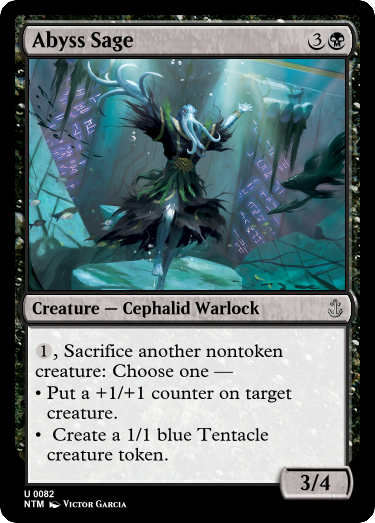 Abyss Sage 3
Creature — Cephalid Warlock
1 , Sacrifice another nontoken
creature: Choose one —
• Put a +1/+1 counter on target
creature.
• Create a 1/1 blue Tentacle
creature token.
3/4
U 0082
NTM Victor Garcia